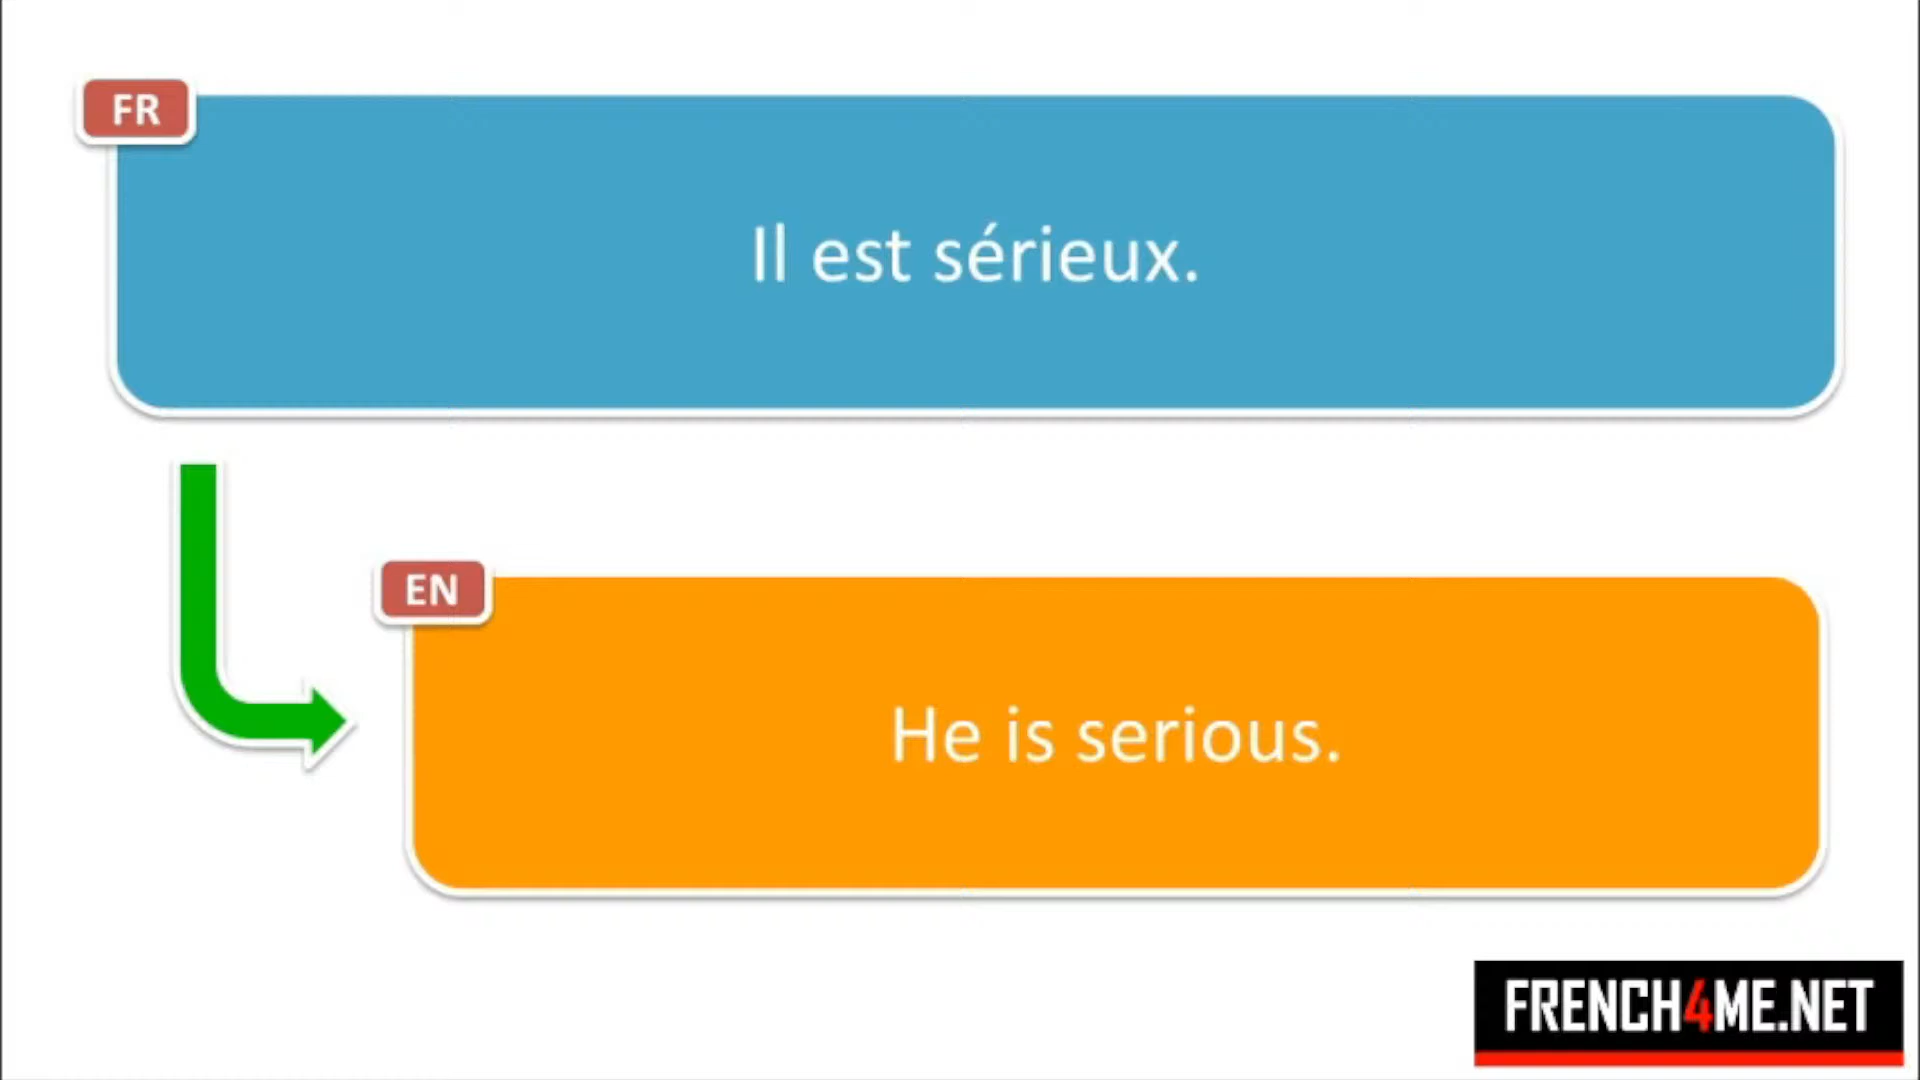 FR
Il est sérieux.
EN
He is serious.
FRENCH4ME.NET